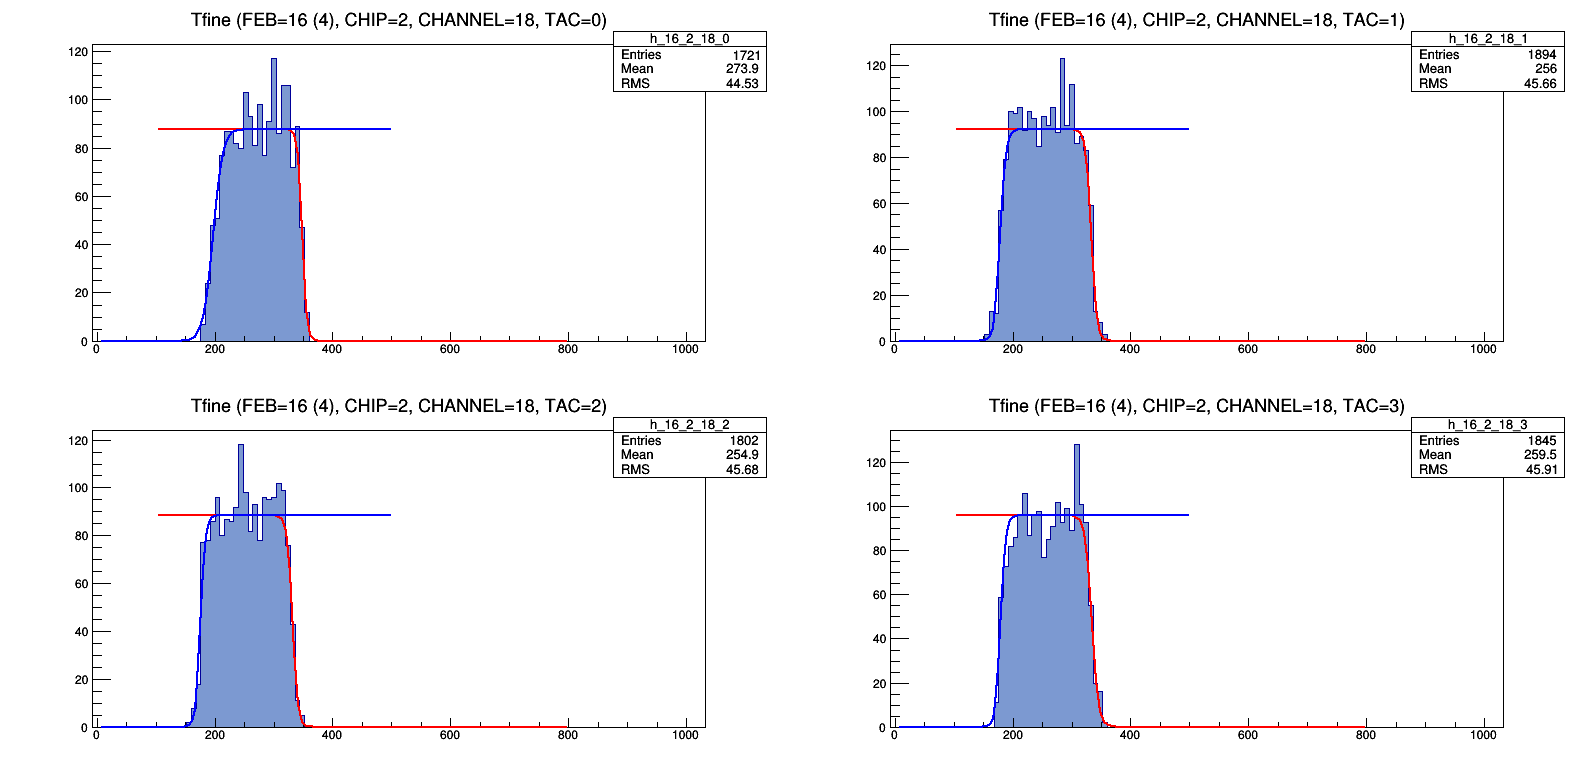 Tfine (FEB=16 (4), CHIP=2, CHANNEL=18, TAC=0)
h_16_2_18_0
Entries 1721
Mean 273.9
RMS 44.53
120
100
80
60
40
20
0
0 200 400 600 800 1000
Tfine (FEB=16 (4), CHIP=2, CHANNEL=18, TAC=1)
h_16_2_18_1
Entries 1894
Mean 256
RMS 45.66
120
100
80
60
40
20
0
0 200 400 600 800 1000
Tfine (FEB=16 (4), CHIP=2, CHANNEL=18, TAC=2)
h_16_2_18_2
Entries 1802
Mean 254.9
RMS 45.68
120
100
80
60
40
20
0
0 200 400 600 800 1000
Tfine (FEB=16 (4), CHIP=2, CHANNEL=18, TAC=3)
h_16_2_18_3
Entries 1845
Mean 259.5
RMS 45.91
120
100
80
60
40
20
0
0 200 400 600 800 1000